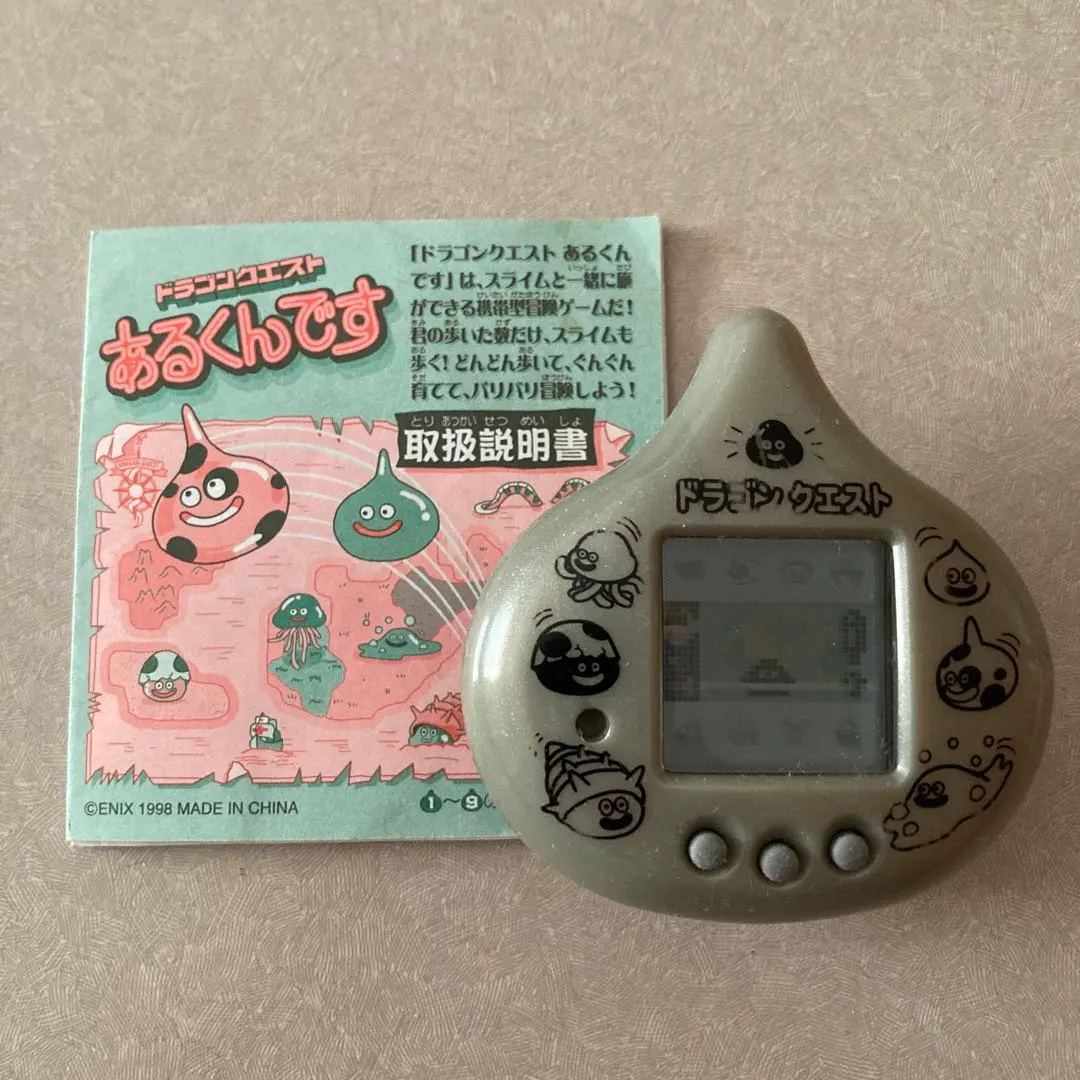 ドラゴンクエスト
あるくんです
「ドラゴンクエスト あるくん
です」は、スライムと一緒に旅
ができる携帯型冒険ゲームだ!
君の歩いた数だけ、スライムも
歩く!どんどん歩いて、ぐんぐん
育てて、バリバリ冒険しよう!
取扱説明書
©ENIX 1998 MADE IN CHINA
1〜9の
ドラゴンクエスト